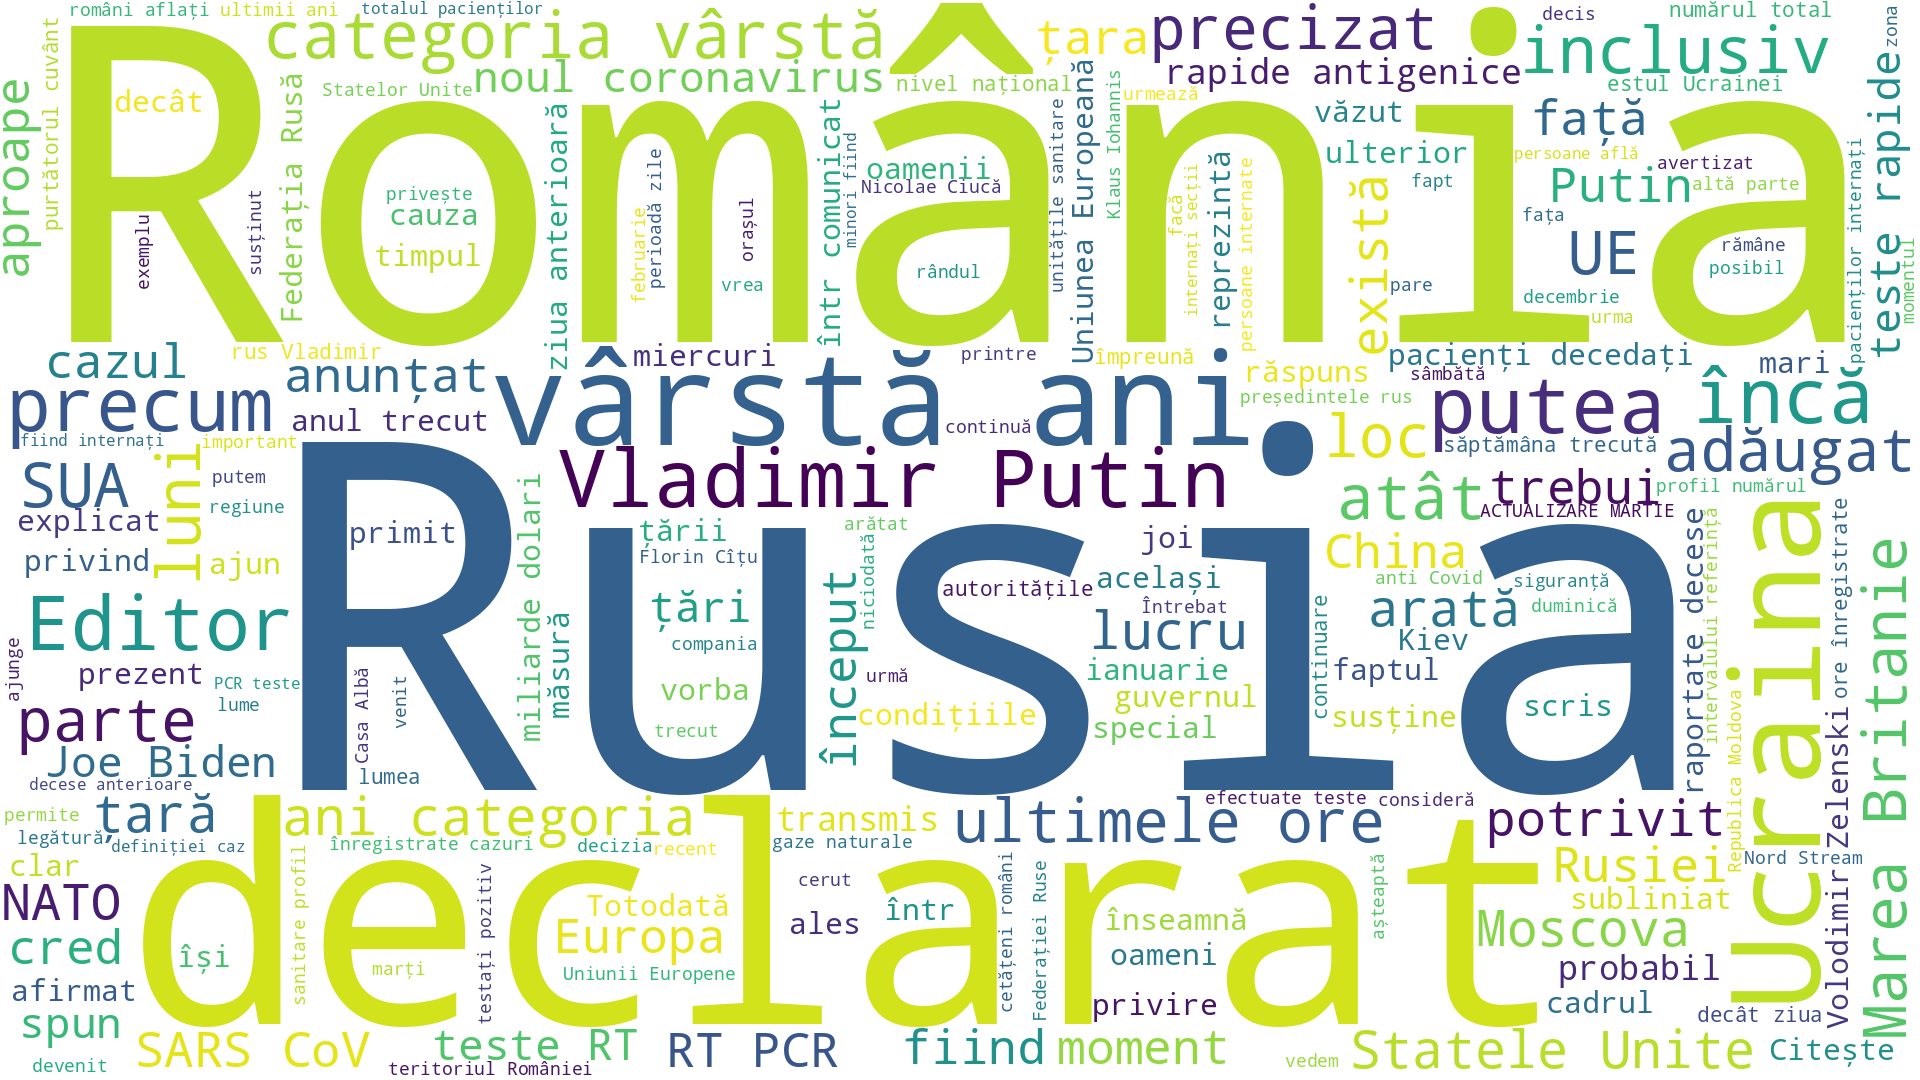 români aflați
ultimii ani
totalul pacienților
categoria vârstă
țara
precizat
decis
numărul total
inclusiv
zona
aproape
purtătorul cuvânt
România
decât
Federația Rusă
Statelor Unite
noul coronavirus
nivel național
urmează
rapide antigenice
estul Ucrainei
teste rapide
ziua anterioară
într comunicat
minori fiind
oamenii
Nicolae Ciucă
unitățile sanitare
Uniunea Europeană
Klaus Iohannis
văzut
față
ulterior
persoane află
avertizat
fapt
Putin
altă parte
pacienților internați
momentul
exemplu
susținut
privește
cauza
timpul
februarie
perioadă zile
orașul
vrea
rândul
facă
internați secții
reprezintă
persoane internate
există
pare
fața
UE
rămâne
posibil
decembrie
urma
cazul
rus Vladimir
anunțat
miercuri
printre
împreună
răspuns
pacienți decedați
sâmbătă
mari
precum
anul trecut
vârstă ani
continuă
președintele rus
putea
încă
fiind internați
important
SUA
luni
putem
regiune
Vladimir Putin
loc
săptămâna trecută
adăugat
atât
trebui
profil numărul
ACTUALIZARE MARTIE
explicat
privind
ajun
Rusia
primit
miliarde dolari
țării
Florin Cîțu
arătat
niciodată
joi
China
anti Covid
siguranță
duminică
raportate decese
intervalului referință
Ucraina
ore înregistrate
Marea Britanie
Editor
măsură
țări
compania
început
autoritățile
același
Întrebat
lucru
continuare
arată
Kiev
ajunge
prezent
PCR teste
lume
Casa Albă
venit
vorba
trecut
urmă
condițiile
ianuarie
guvernul
special
faptul
susține
scris
Republica Moldova
Volodimir Zelenski
parte
Joe Biden
lumea
decese anterioare
permite
țară
legătură
definiției caz
ani categoria
transmis
ultimele ore
efectuate teste
consideră
potrivit
înregistrate cazuri
decizia
recent
gaze naturale
Nord Stream
clar
declarat
sanitare profil
testați pozitiv
cerut
Rusiei
subliniat
NATO
Totodată
Europa
ales
într
cetățeni români
Federației Ruse
înseamnă
așteaptă
Moscova
cred
își
marți
Uniunii Europene
oameni
probabil
afirmat
privire
cadrul
decât ziua
spun
SARS CoV
teste RT
RT PCR
fiind
moment
vedem
Statele Unite
Citește
devenit
teritoriul României